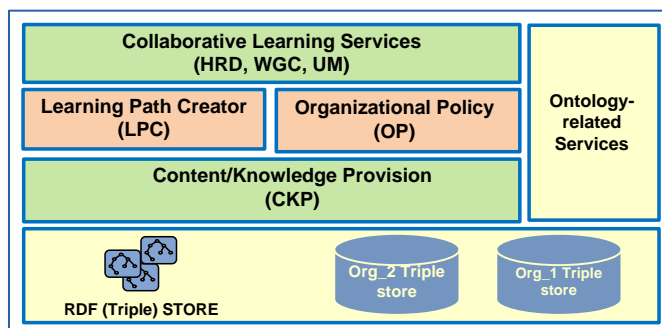 Collaborative Learning Services
(HRD, WGC, UM)
Learning Path Creator
(LPC)
Organizational Policy
(OP)
Ontology-
related
Services
Content/Knowledge Provision
(CKP)
RDF (Triple) STORE
Org_2 Triple
store
Org_1 Triple
store